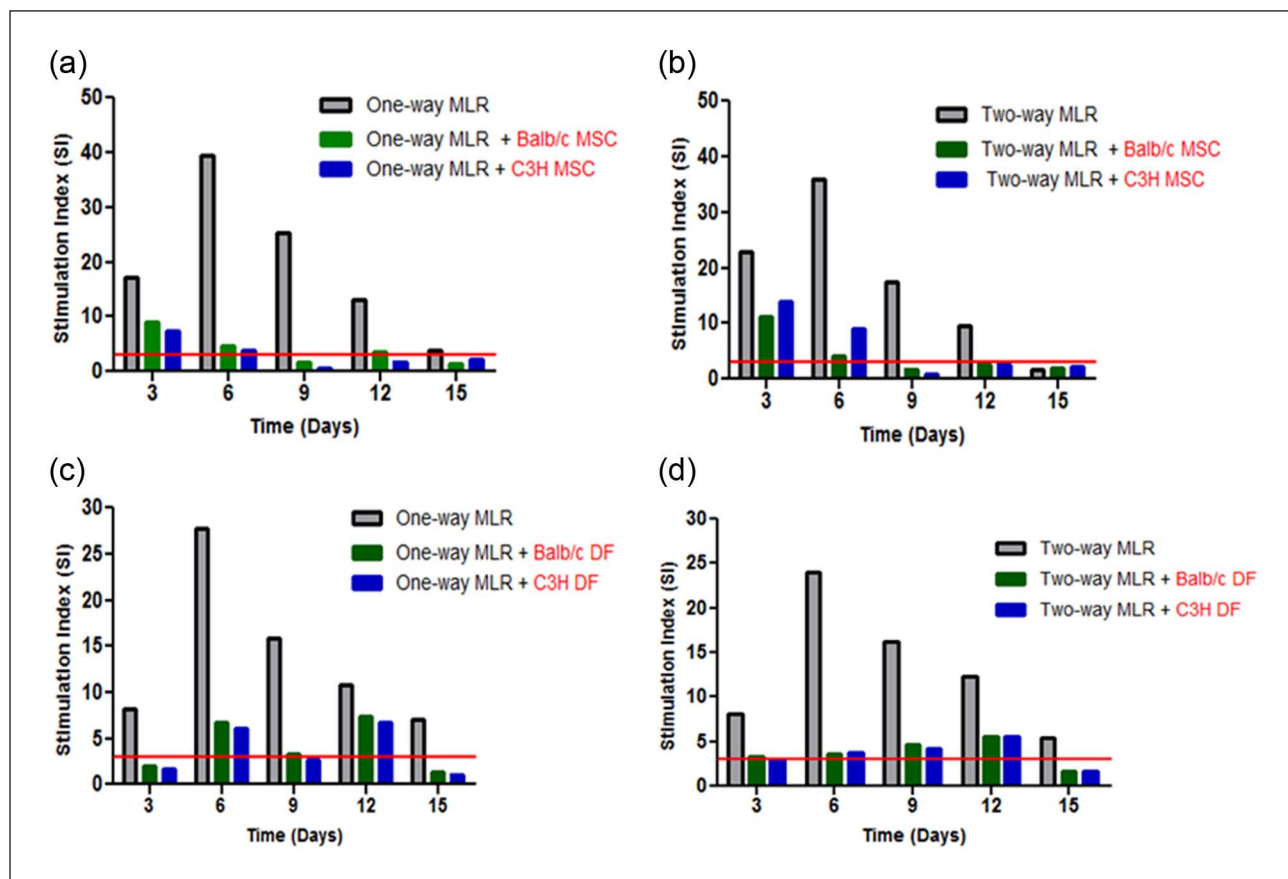 (a)
Stimulation Index (SI)
50
40
30
20
10
0
One-way MLR
One-way MLR + Balb/c MSC
One-way MLR + C3H MSC
3 6 9 12 15
Time (Days)
(b)
Stimulation Index (SI)
50
40
30
20
10
0
Two-way MLR
Two-way MLR + Balb/c MSC
Two-way MLR + C3H MSC
3 6 9 12 15
Time (Days)
(c)
Stimulation Index (SI)
30
25
20
15
10
5
0
One-way MLR
One-way MLR + Balb/c DF
One-way MLR + C3H DF
3 6 9 12 15
Time (Days)
(d)
Stimulation Index (SI)
30
25
20
15
10
5
0
Two-way MLR
Two-way MLR + Balb/c DF
Two-way MLR + C3H DF
3 6 9 12 15
Time (Days)